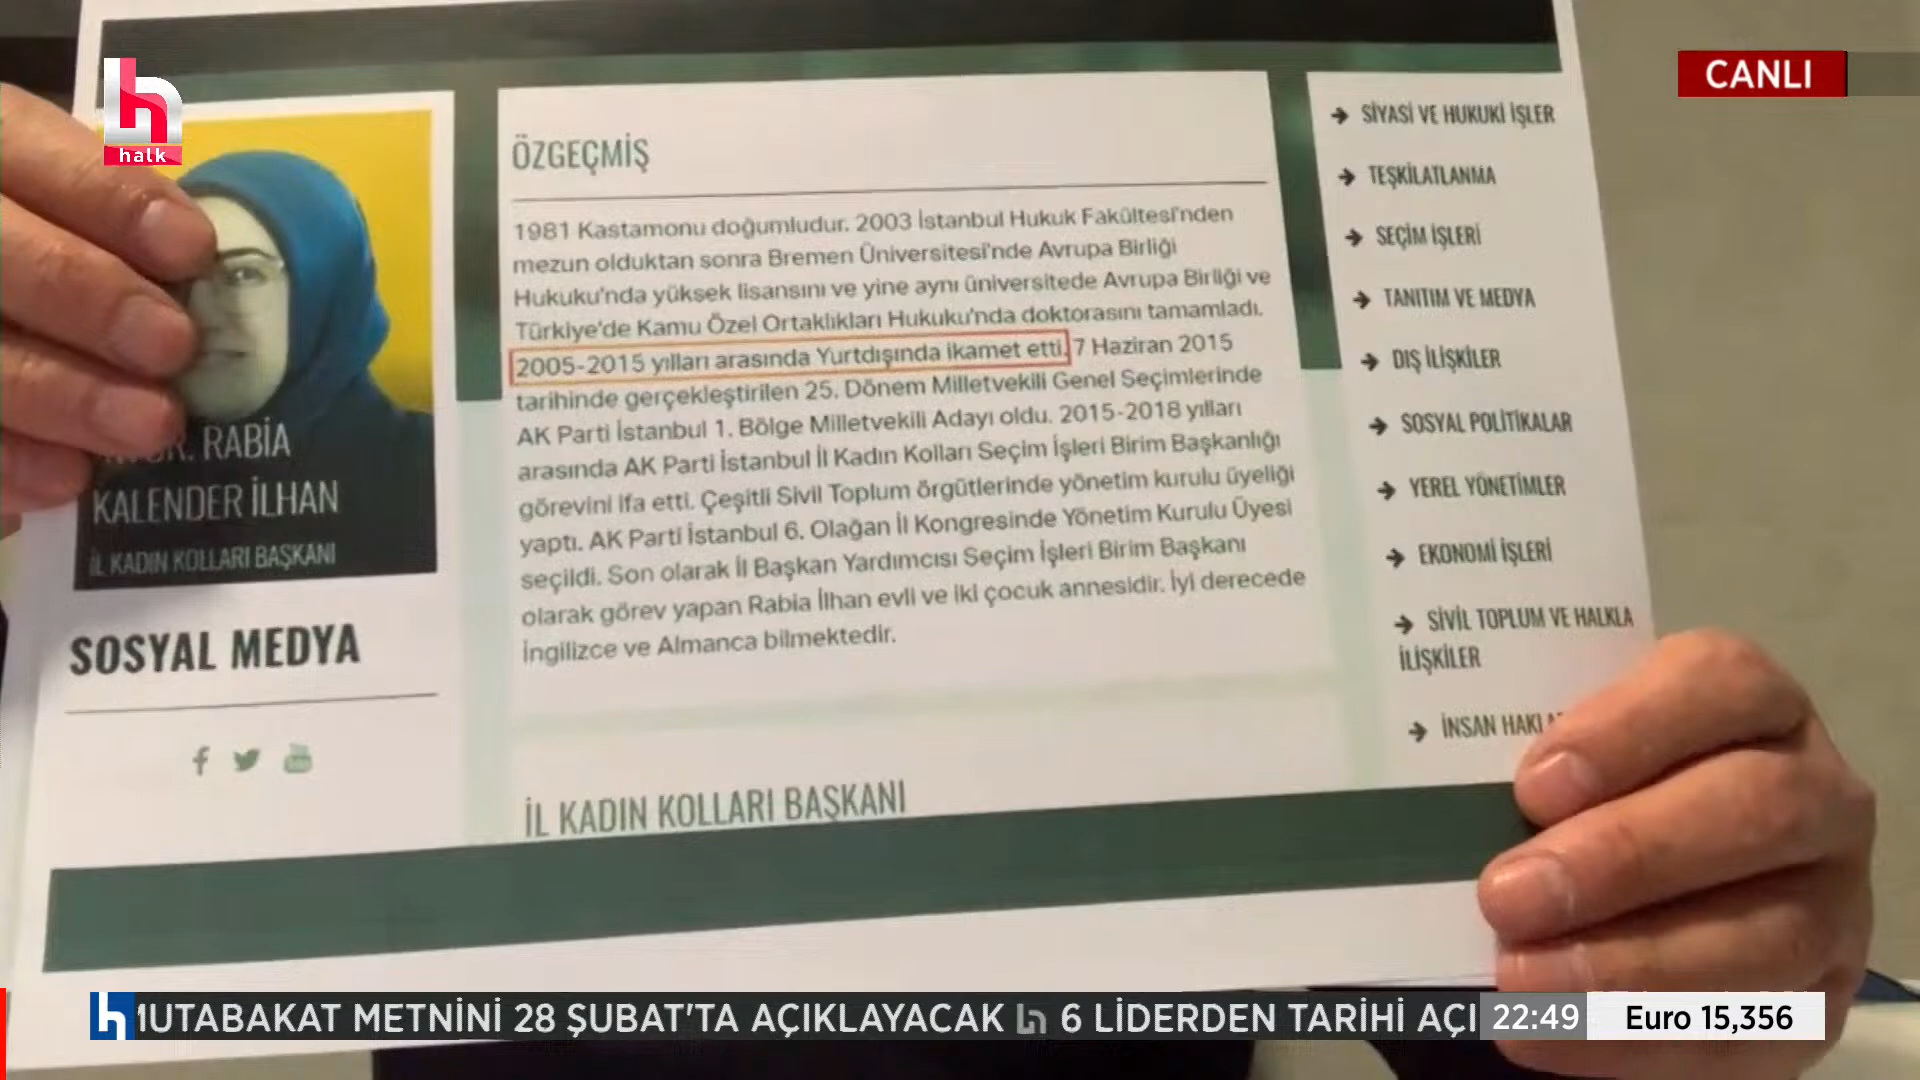 halk
CANLI
RABİA
KALENDER İLHAN
İL KADIN KOLLARI BAŞKANI
SOSYAL MEDYA
ÖZGEÇMİŞ
1981 Kastamonu doğumludur. 2003 İstanbul Hukuk Fakültesi'nden
mezun olduktan sonra Bremen Üniversitesi'nde Avrupa Birliği
Hukuku'nda yüksek lisansını ve yine aynı üniversitede Avrupa Birliği ve
Türkiye'de Kamu Özel Ortaklıkları Hukuku'nda doktorasını tamamladı.
2005-2015 yılları arasında Yurtdışında ikamet etti. 7 Haziran 2015
tarihinde gerçekleştirilen 25. Dönem Milletvekili Genel Seçimlerinde
AK Parti İstanbul 1. Bölge Milletvekili Adayı oldu. 2015-2018 yılları
arasında AK Parti İstanbul İl Kadın Kolları Seçim İşleri Birim Başkanlığı
görevini ifa etti. Çeşitli Sivil Toplum örgütlerinde yönetim kurulu üyeliği
yaptı. AK Parti İstanbul 6. Olağan İl Kongresinde Yönetim Kurulu Üyesi
seçildi. Son olarak İl Başkan Yardımcısı Seçim İşleri Birim Başkanı
olarak görev yapan Rabia İlhan evli ve iki çocuk annesidir. İyi derecede
İngilizce ve Almanca bilmektedir.
İL KADIN KOLLARI BAŞKANI
SİYASİ VE HUKUKİ İŞLER
TEŞKİLATLANMA
SEÇİM İŞLERİ
TANITIM VE MEDYA
DIŞ İLİŞKİLER
SOSYAL POLİTİKALAR
YEREL YÖNETİMLER
EKONOMİ İŞLERİ
SİVİL TOPLUM VE HALKLA
İLİŞKİLER
İNSAN
MUTABAKAT METNİNİ 28 ŞUBAT'TA AÇIKLAYACAK 6 LİDERDEN TARİHİ AÇI 22:49 Euro 15,356